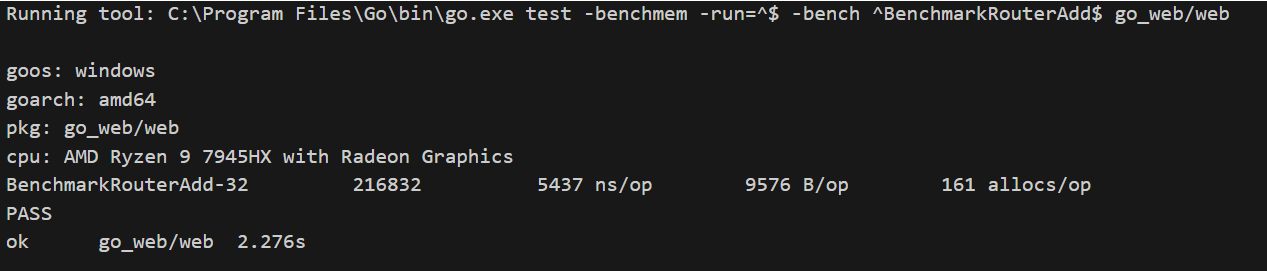 Running tool: C:\Program Files\Go\bin\go.exe test -benchmem -run=^$ -bench ^BenchmarkRouterAdd$ go_web/web
goos: windows
goarch: amd64
pkg: go_web/web
cpu: AMD Ryzen 9 7945HX with Radeon Graphics
BenchmarkRouterAdd-32 216832 5437 ns/op 9576 B/op 161 allocs/op
PASS
ok go_web/web 2.276s